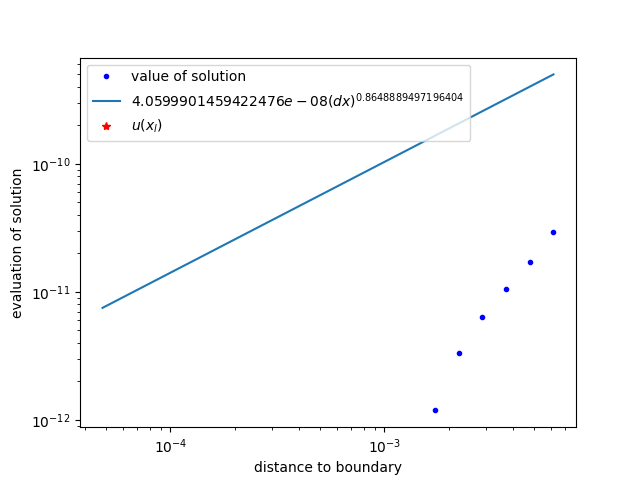 value of solution
4.0599901459422476e − 08(dx)^0.8648889497196404
u(x_l)
10^−10
10^−11
10^−12
10^−4
10^−3
evaluation of solution
distance to boundary